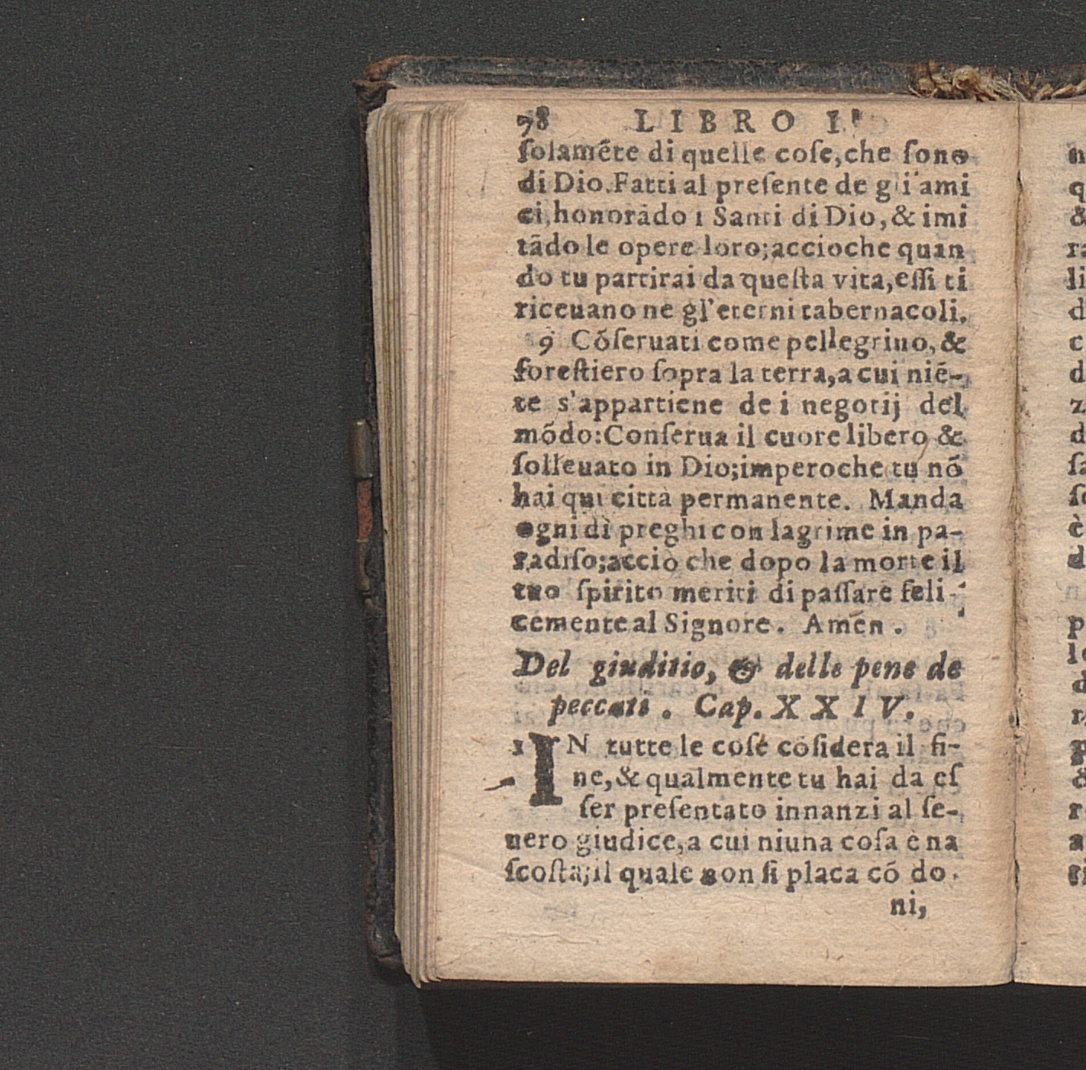 98 LIBRO I.
ſolamẽte di quelle coſe, che ſono
di Dio. Fatti al preſente de gli ami
ci, honorãdo i Santi di Dio, & imi
tãdo le opere loro; accioche quan
do tu partirai da queſta vita, eſſi ti
riceuano ne gl'eterni tabernacoli.
9 Cõſeruati come pellegrino, &
foreſtiero ſopra la terra, a cui niẽ-
te s'appartiene de i negotij del
mõdo: Conſerua il cuore libero &
ſolleuato in Dio; imperoche tu nõ
hai qui città permanente. Manda
ogni dì preghi con lagrime in pa-
radiſo; acciò che dopo la morte il
tuo ſpirito meriti di paſſare feli-
cemente al Signore. Amen.
Del giuditio, & delle pene de
peccati. Cap. XXIV.
1 IN tutte le coſe cõſidera il fi-
ne, & qualmente tu hai da eſ
ſer preſentato innanzi al ſe-
uero giudice, a cui niuna coſa è na
ſcoſta; il quale non ſi placa cõ do-
ni,